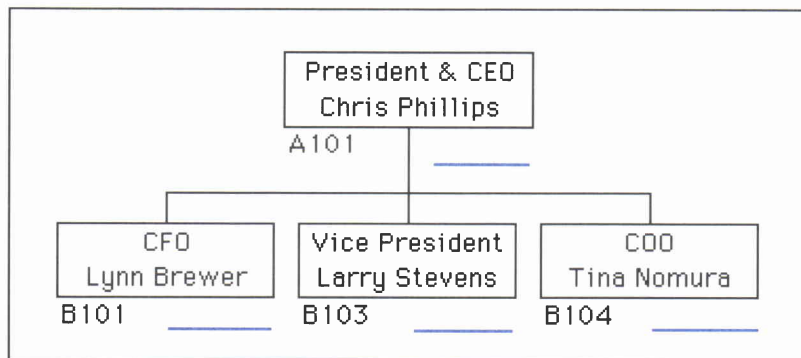 President & CEO
Chris Phillips
A101
CFO
Lynn Brewer
B101
Vice President
Larry Stevens
B103
COO
Tina Nomura
B104